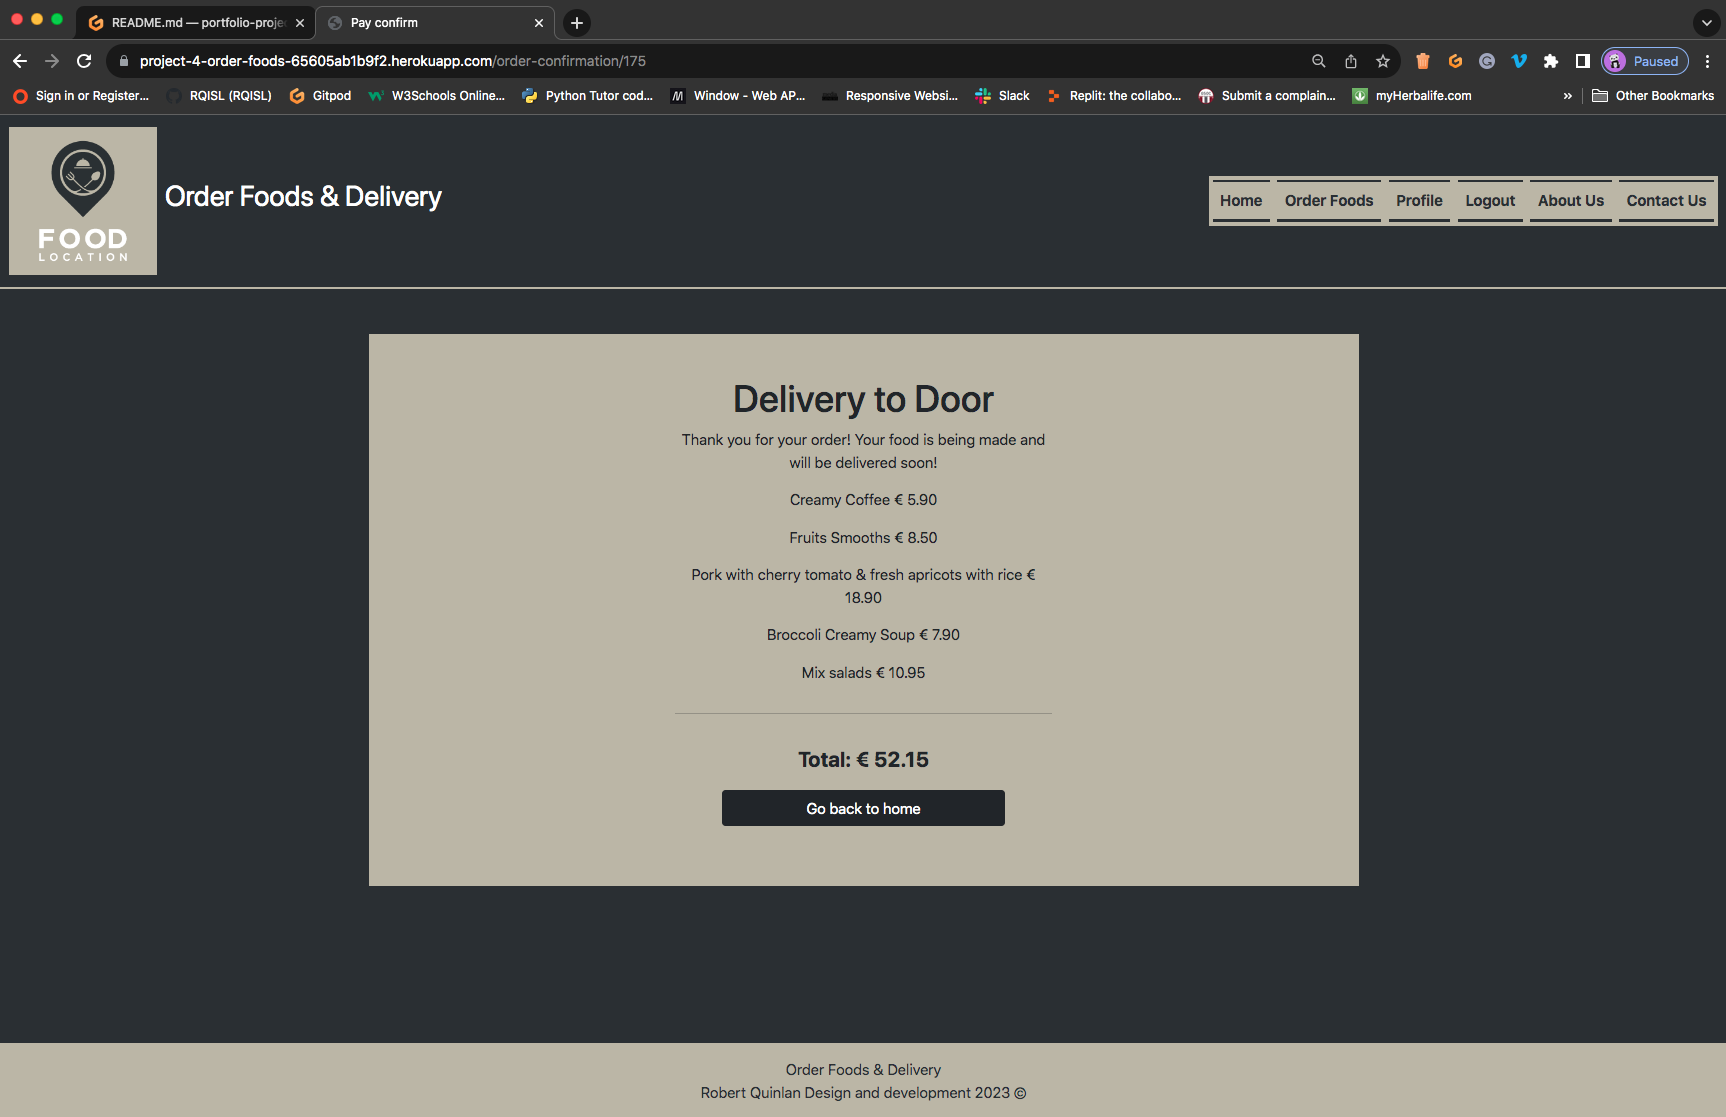 README.md — portfolio-proje
Pay confirm
project-4-order-foods-65605ab1b9f2.herokuapp.com/order-confirmation/175
Paused
Sign in or Register...
RQISL (RQISL)
Gitpod
W3Schools Online...
Python Tutor cod...
Window - Web AP...
Responsive Websi...
Slack
Replit: the collabo...
Submit a complain...
myHerbalife.com
»
Other Bookmarks
FOOD
LOCATION
Order Foods & Delivery
Home
Order Foods
Profile
Logout
About Us
Contact Us
Delivery to Door
Thank you for your order! Your food is being made and
will be delivered soon!
Creamy Coffee € 5.90
Fruits Smooths € 8.50
Pork with cherry tomato & fresh apricots with rice €
18.90
Broccoli Creamy Soup € 7.90
Mix salads € 10.95
Total: € 52.15
Go back to home
Order Foods & Delivery
Robert Quinlan Design and development 2023 ©